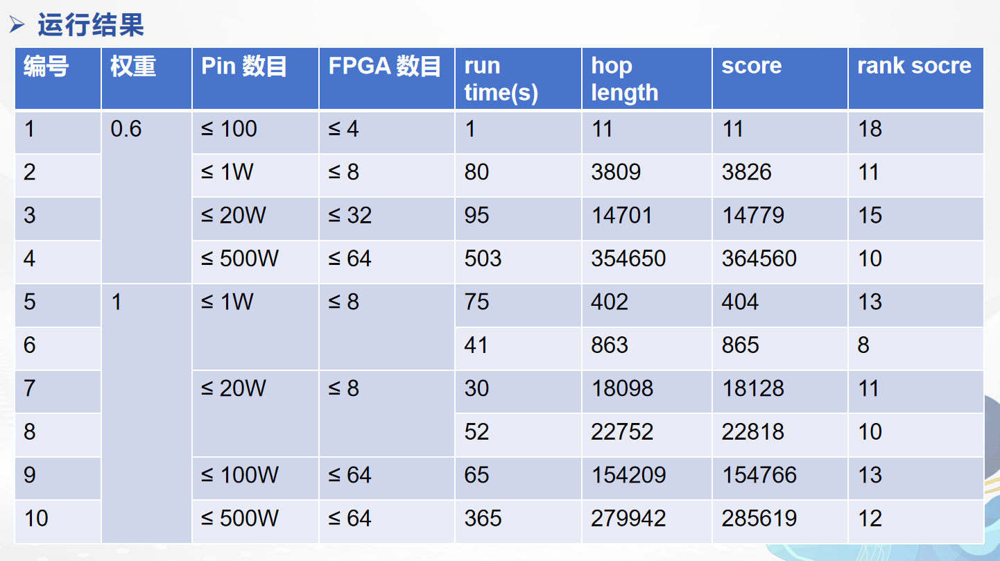 运行结果
编号 权重 Pin 数目 FPGA 数目 run time(s) hop length score rank socre
1 0.6 ≤ 100 ≤ 4 1 11 11 18
2 ≤ 1W ≤ 8 80 3809 3826 11
3 ≤ 20W ≤ 32 95 14701 14779 15
4 ≤ 500W ≤ 64 503 354650 364560 10
5 1 ≤ 1W ≤ 8 75 402 404 13
6 41 863 865 8
7 ≤ 20W ≤ 8 30 18098 18128 11
8 52 22752 22818 10
9 ≤ 100W ≤ 64 65 154209 154766 13
10 ≤ 500W ≤ 64 365 279942 285619 12